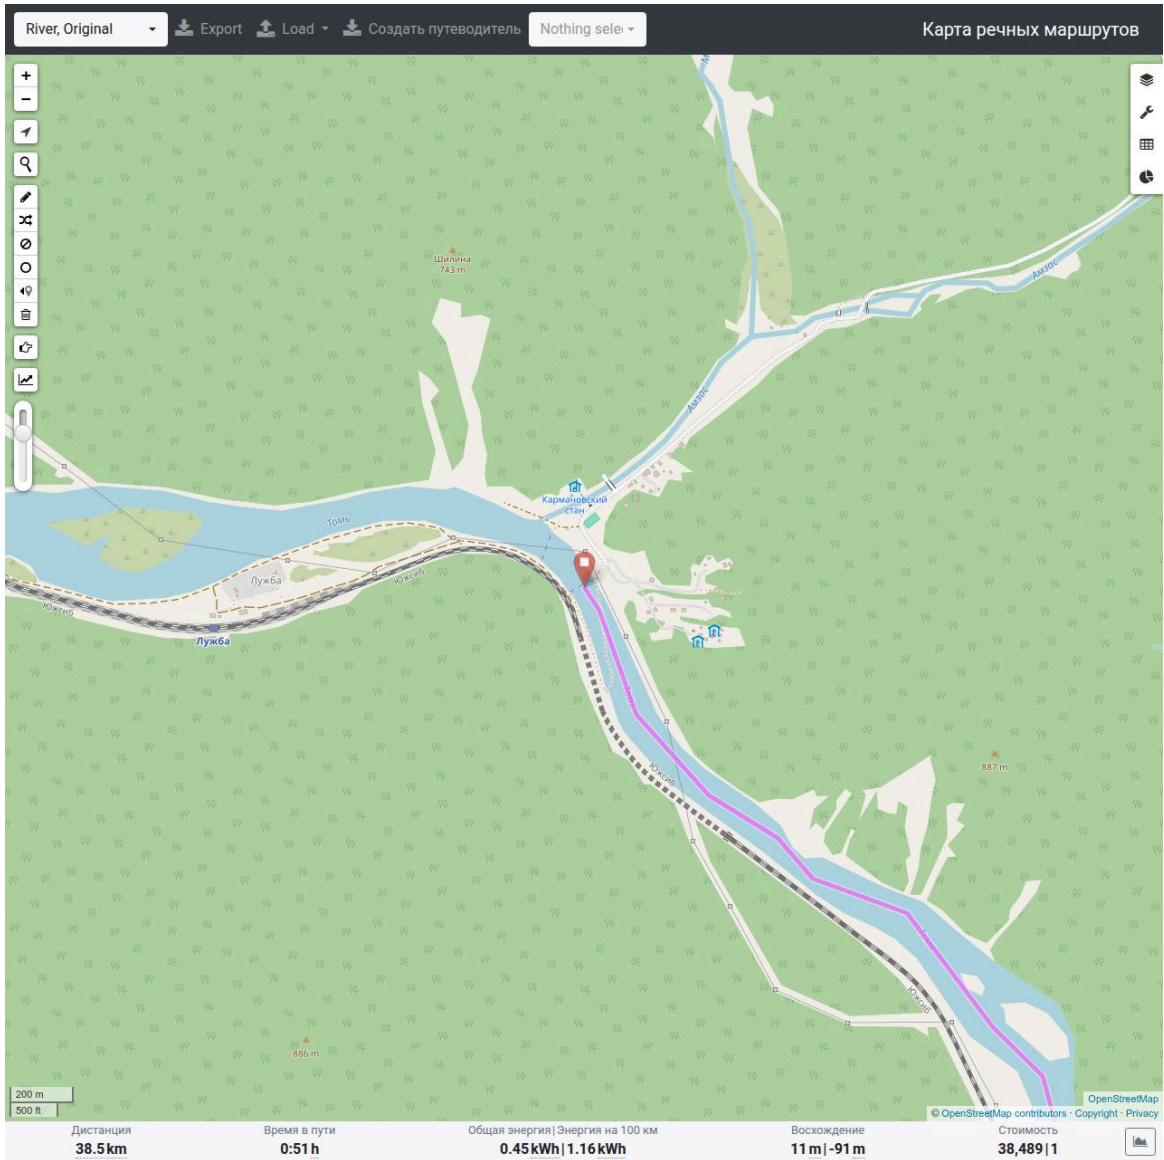 River, Original
Export
Load
Создать путеводитель
Nothing sele
Карта речных маршрутов
Шилина
743 m
Амзас
Амзас
Кармановский
стан
Томь
Лужба
Южсиб
Южсиб
Лужба
Томь
887 m
Южсиб
Томь
Южсиб
886 m
200 m
500 ft
OpenStreetMap
© OpenStreetMap contributors · Copyright · Privacy
Дистанция
38.5 km
Время в пути
0:51 h
Общая энергия|Энергия на 100 км
0.45 kWh|1.16 kWh
Восхождение
11 m|-91 m
Стоимость
38,489|1